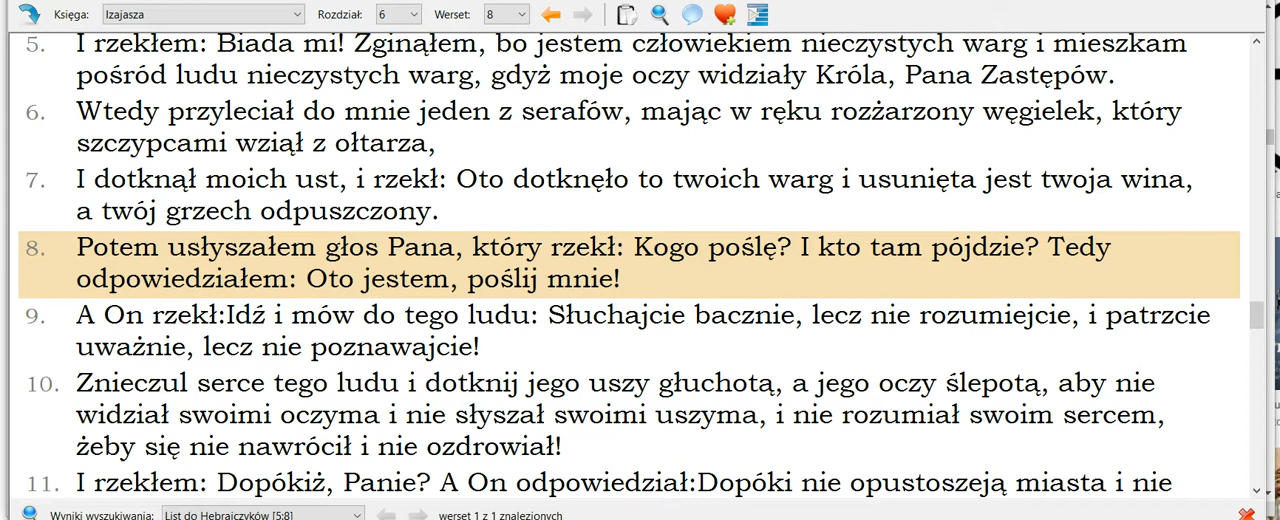 Księga: Izajasza Rozdział: 6 Werset: 8
5. I rzekłem: Biada mi! Zginąłem, bo jestem człowiekiem nieczystych warg i mieszkam
pośród ludu nieczystych warg, gdyż moje oczy widziały Króla, Pana Zastępów.
6. Wtedy przyleciał do mnie jeden z serafów, mając w ręku rozżarzony węgielek, który
szczypcami wziął z ołtarza,
7. I dotknął moich ust, i rzekł: Oto dotknęło to twoich warg i usunięta jest twoja wina,
a twój grzech odpuszczony.
8. Potem usłyszałem głos Pana, który rzekł: Kogo poślę? I kto tam pójdzie? Tedy
odpowiedziałem: Oto jestem, poślij mnie!
9. A On rzekł:Idź i mów do tego ludu: Słuchajcie bacznie, lecz nie rozumiejcie, i patrzcie
uważnie, lecz nie poznawajcie!
10. Znieczul serce tego ludu i dotknij jego uszy głuchotą, a jego oczy ślepotą, aby nie
widział swoimi oczyma i nie słyszał swoimi uszyma, i nie rozumiał swoim sercem,
żeby się nie nawrócił i nie ozdrowiał!
11. I rzekłem: Dopókiż, Panie? A On odpowiedział:Dopóki nie opustoszeją miasta i nie
Wyniki wyszukiwania: List do Hebrajczyków [5:8] werset 1 z 1 znalezionych